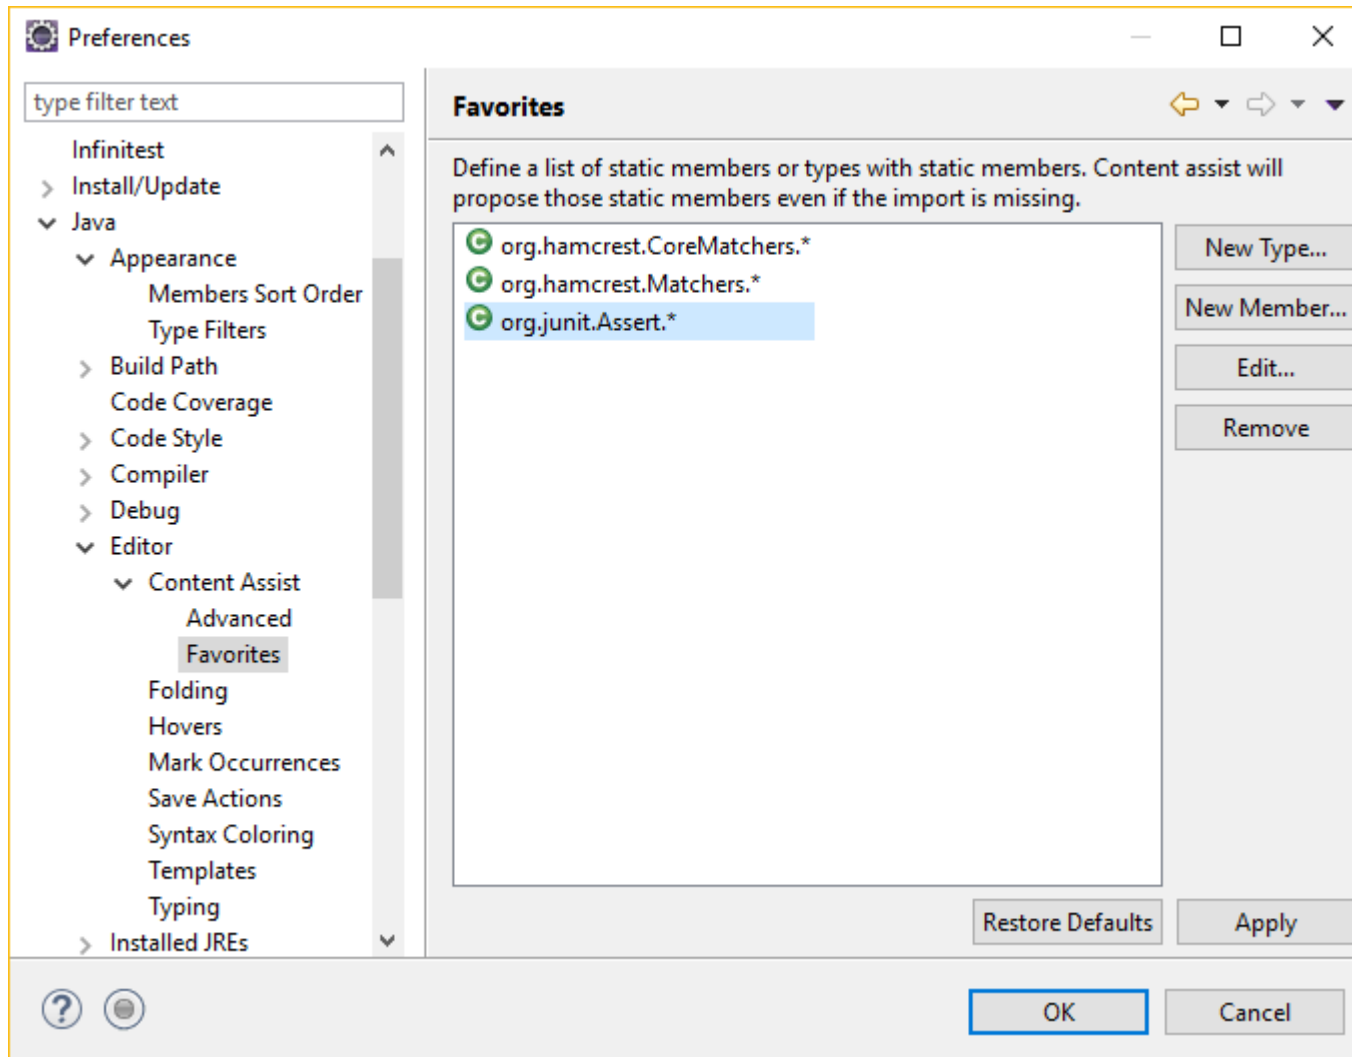 Preferences
type filter text
Infinitest
Install/Update
Java
Appearance
Members Sort Order
Type Filters
Build Path
Code Coverage
Code Style
Compiler
Debug
Editor
Content Assist
Advanced
Favorites
Folding
Hovers
Mark Occurrences
Save Actions
Syntax Coloring
Templates
Typing
Installed JREs
Favorites
Define a list of static members or types with static members. Content assist will
propose those static members even if the import is missing.
C org.hamcrest.CoreMatchers.*
C org.hamcrest.Matchers.*
C org.junit.Assert.*
New Type...
New Member...
Edit...
Remove
Restore Defaults
Apply
?
OK
Cancel